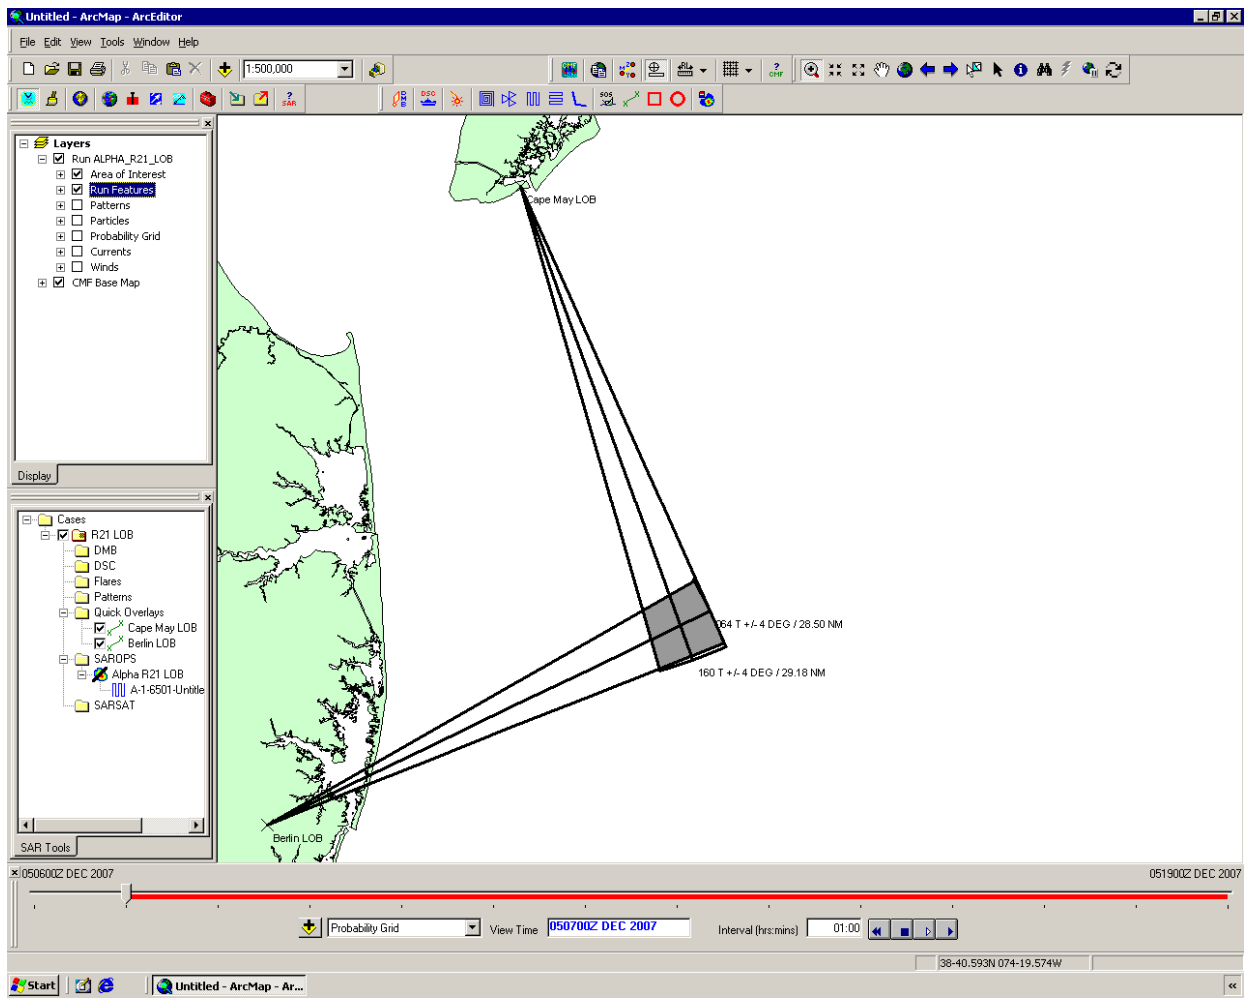 Untitled - ArcMap - ArcEditor
File Edit View Tools Window Help
1:500,000
Layers
Run ALPHA_R21_LOB
Area of Interest
Run Features
Patterns
Particles
Probability Grid
Currents
Winds
CMF Base Map
Display
Cases
R21 LOB
DMB
DSC
Flares
Patterns
Quick Overlays
Cape May LOB
Berlin LOB
SAROPS
Alpha R21 LOB
A-1-6501-Untitle
SARSAT
SAR Tools
Cape May LOB
064 T +/- 4 DEG / 28.50 NM
160 T +/- 4 DEG / 29.18 NM
Berlin LOB
050600Z DEC 2007
051900Z DEC 2007
Probability Grid
View Time
050700Z DEC 2007
Interval (hrs:mins)
01:00
38-40.593N 074-19.574W
Start
Untitled - ArcMap - Ar...